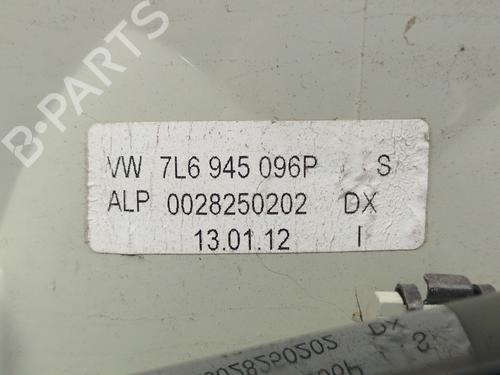 B-PARTS
VW 7L6 945 096P S
ALP 0028250202 DX
13.01.12 I